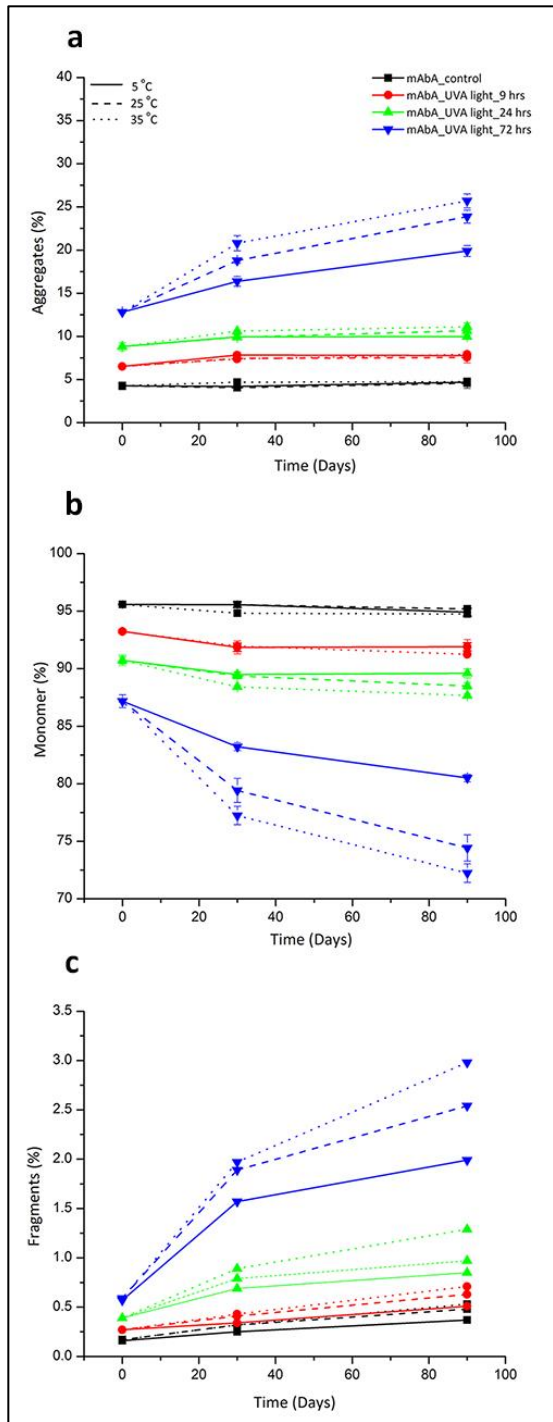 a
5 °C
25 °C
35 °C
mAbA_control
mAbA_UVA light_9 hrs
mAbA_UVA light_24 hrs
mAbA_UVA light_72 hrs
40
35
30
25
20
15
10
5
0
Aggregates (%)
0 20 40 60 80 100
Time (Days)
b
100
95
90
85
80
75
70
Monomer (%)
0 20 40 60 80 100
Time (Days)
c
3.5
3.0
2.5
2.0
1.5
1.0
0.5
0.0
Fragments (%)
0 20 40 60 80 100
Time (Days)